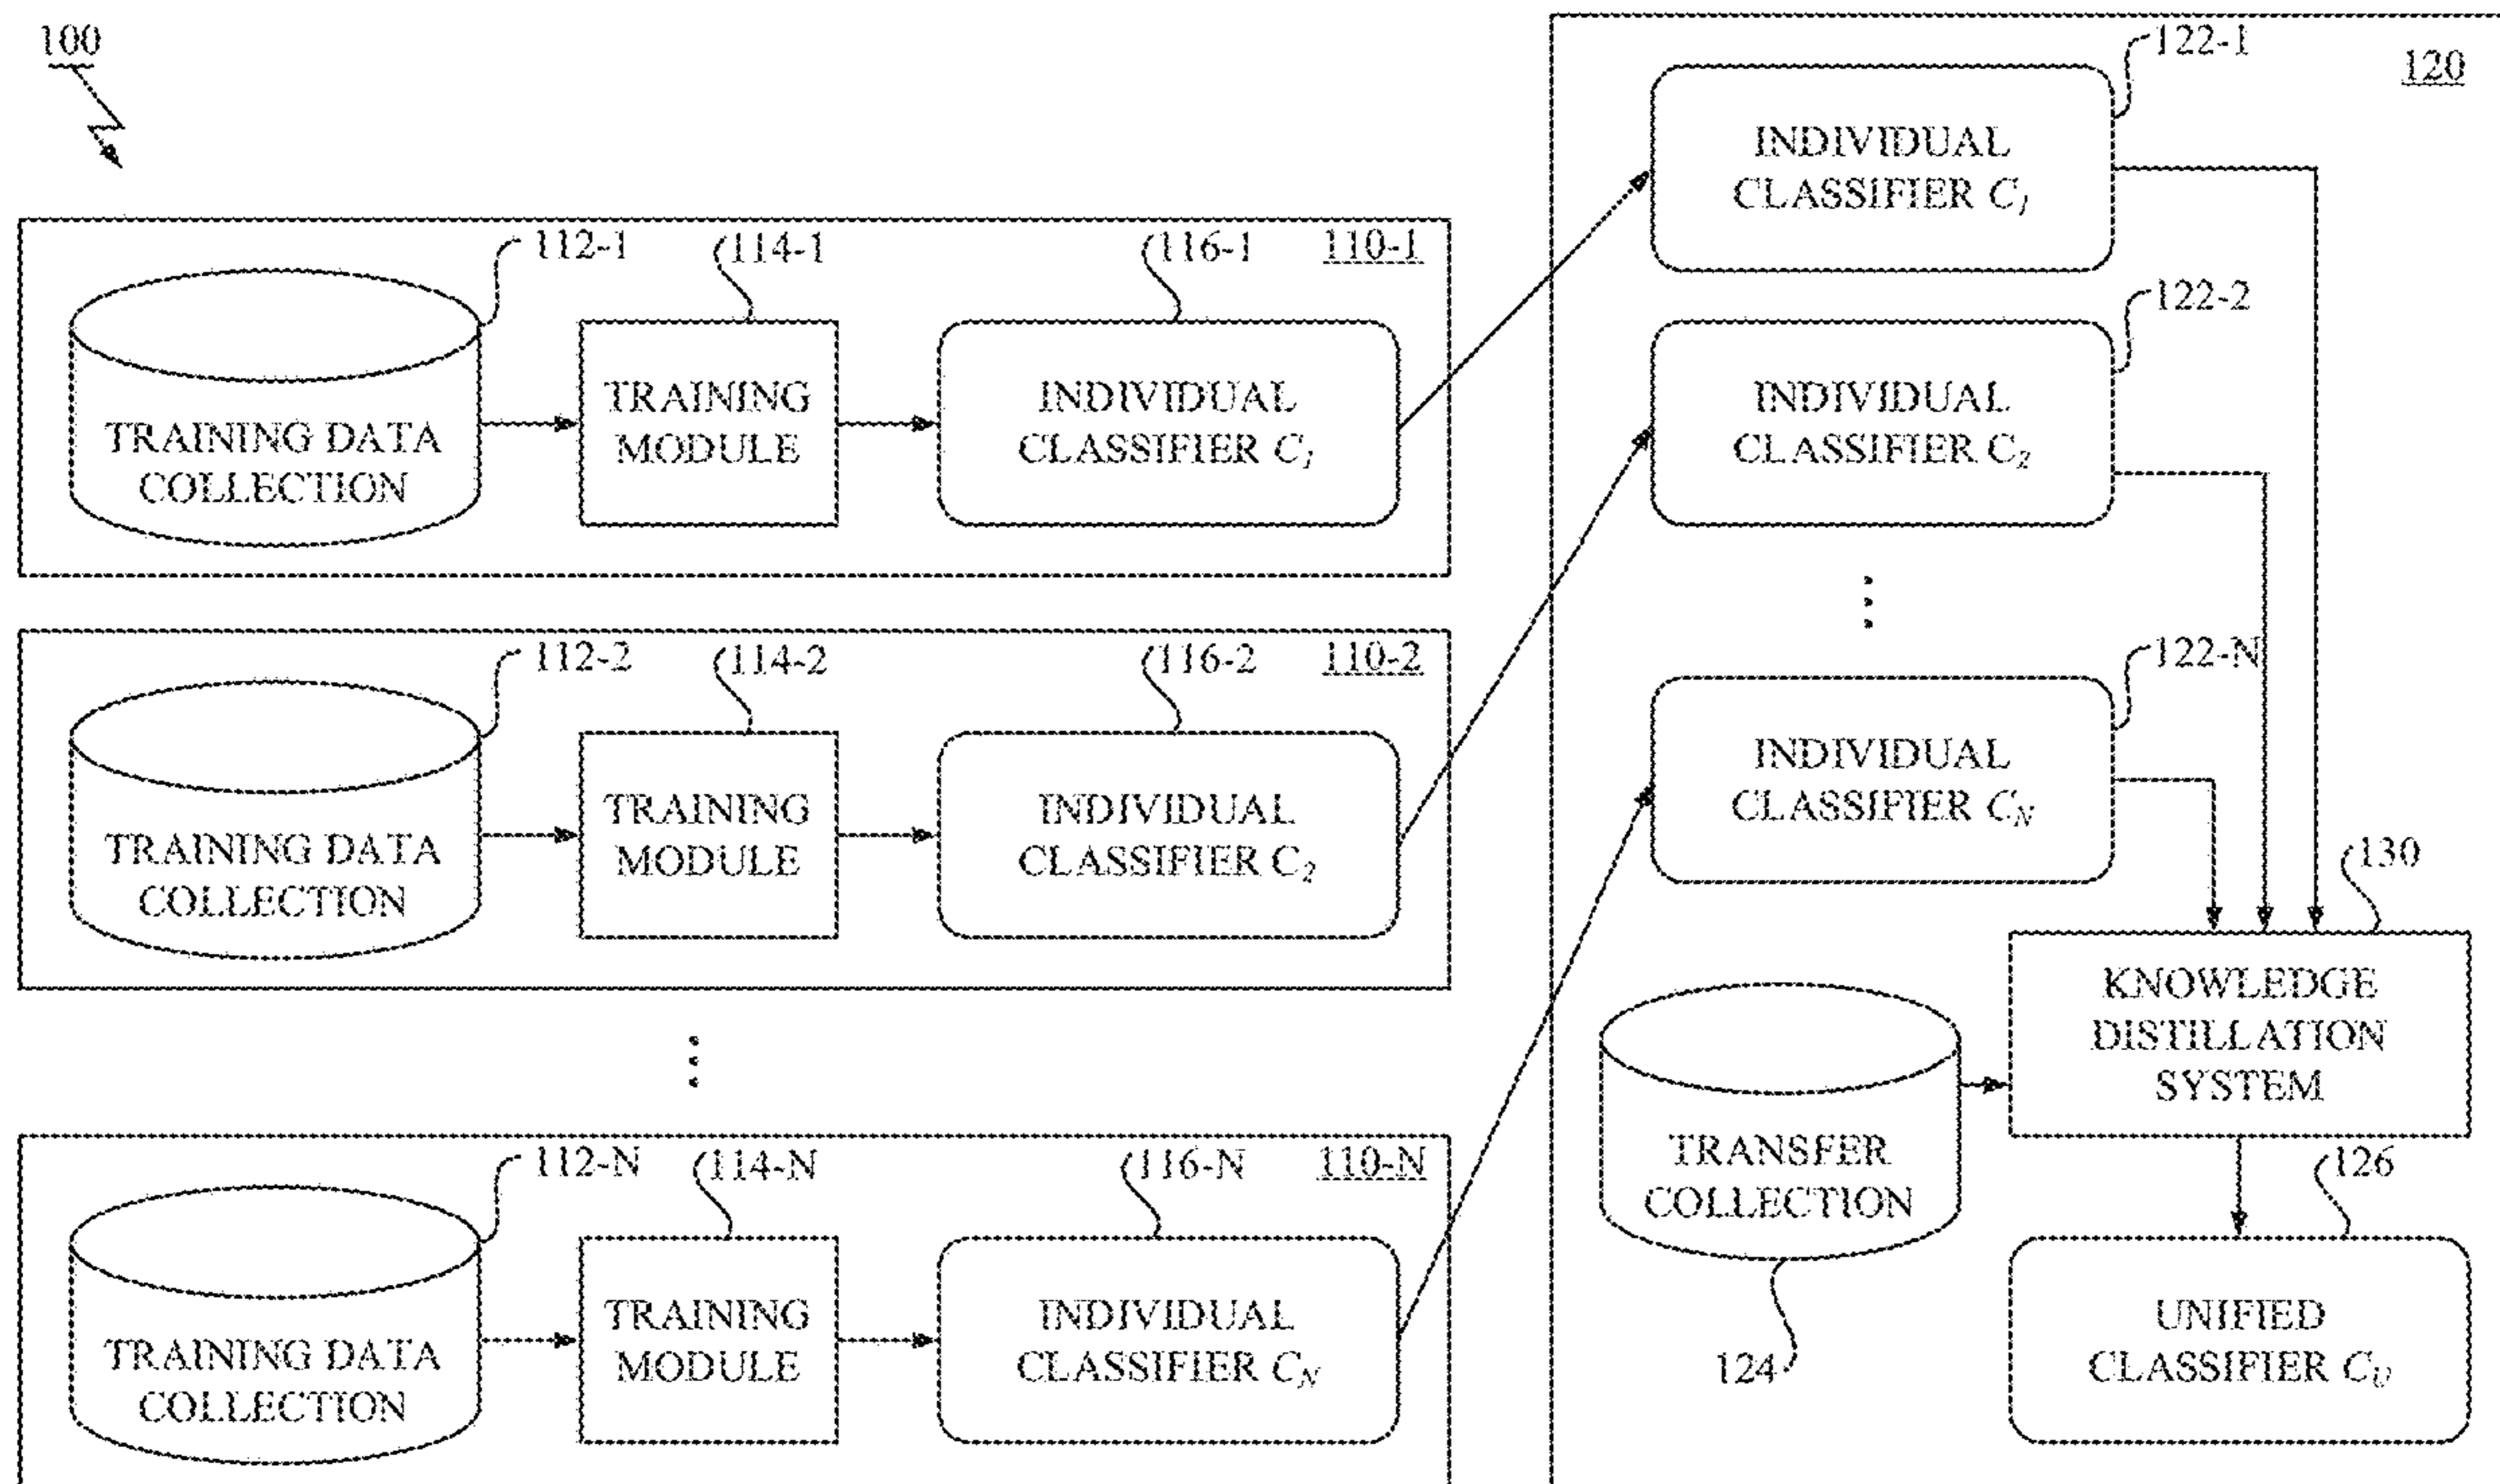 100
112-1
114-1
116-1
110-1
TRAINING DATA
COLLECTION
TRAINING
MODULE
INDIVIDUAL
CLASSIFIER C₁
112-2
114-2
116-2
110-2
TRAINING DATA
COLLECTION
TRAINING
MODULE
INDIVIDUAL
CLASSIFIER C₂
112-N
114-N
116-N
110-N
TRAINING DATA
COLLECTION
TRAINING
MODULE
INDIVIDUAL
CLASSIFIER C_N
120
122-1
INDIVIDUAL
CLASSIFIER C₁
122-2
INDIVIDUAL
CLASSIFIER C₂
122-N
INDIVIDUAL
CLASSIFIER C_N
130
KNOWLEDGE
DISTILLATION
SYSTEM
TRANSFER
COLLECTION
124
126
UNIFIED
CLASSIFIER C_U